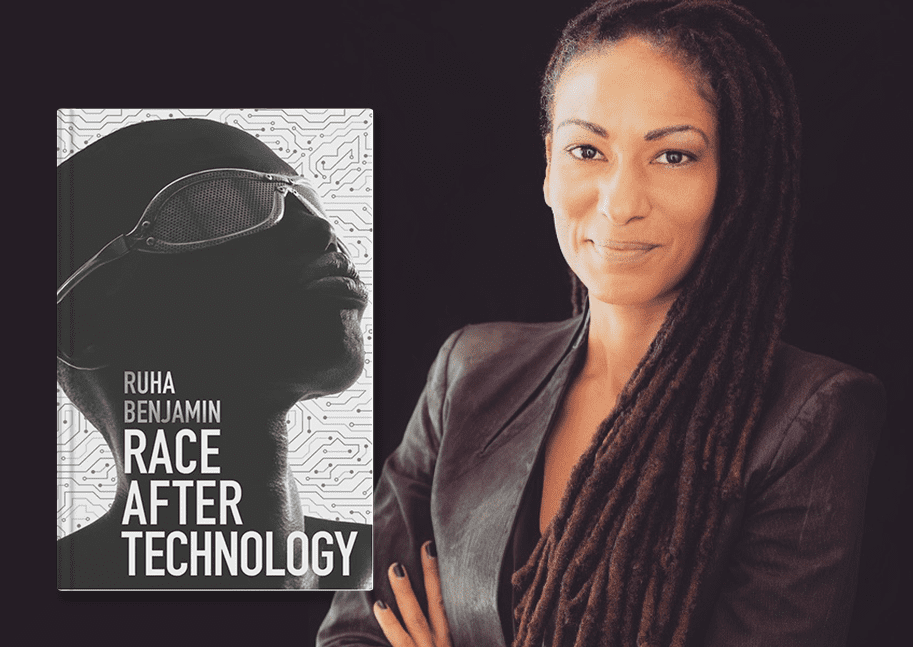 RUHA
BENJAMIN
RACE
AFTER
TECHNOLOGY